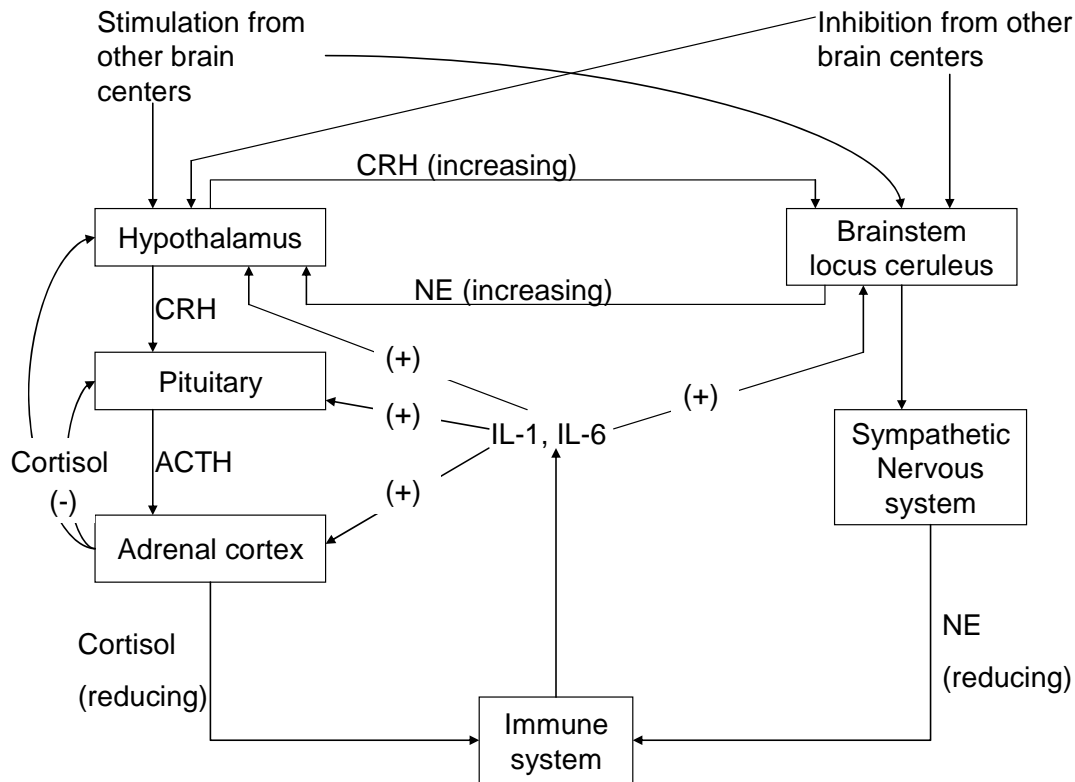 Stimulation from
other brain
centers
Inhibition from other
brain centers
CRH (increasing)
Hypothalamus
Brainstem
locus ceruleus
NE (increasing)
CRH
(+)
Pituitary
(+)
(+)
IL-1, IL-6
Sympathetic
Nervous
system
Cortisol
(-)
ACTH
(+)
Adrenal cortex
Cortisol
(reducing)
NE
(reducing)
Immune
system